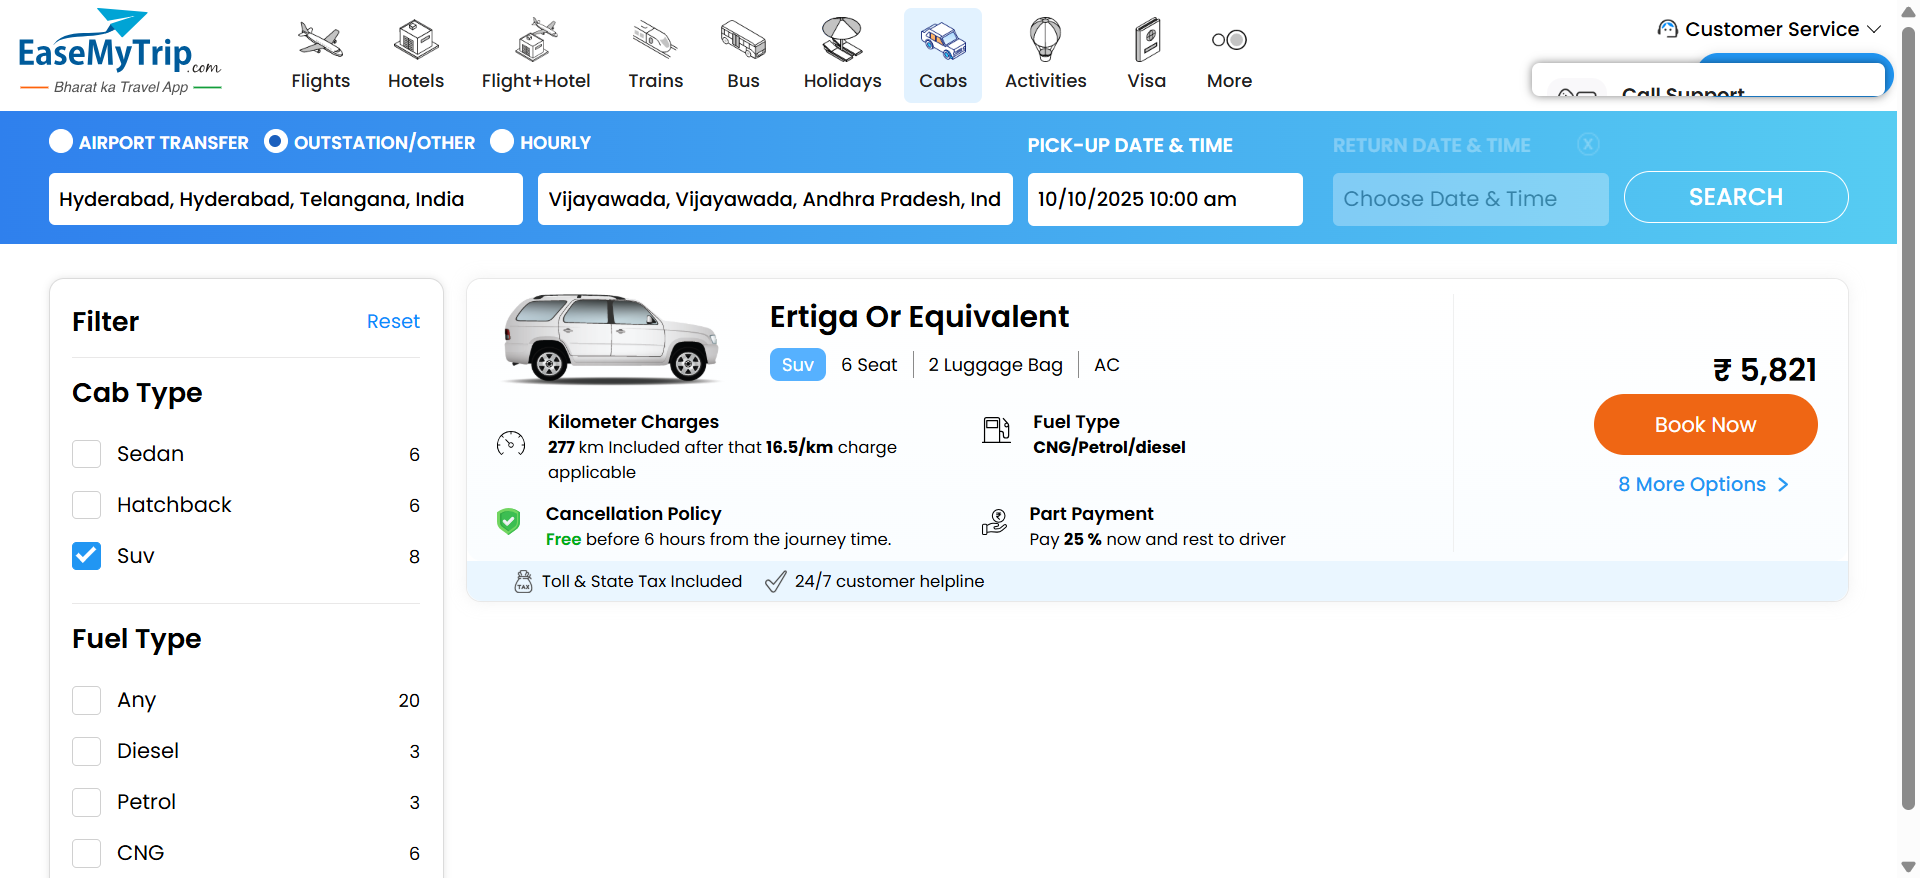 EaseMyTrip.com
Bharat ka Travel App
Flights
Hotels
Flight+Hotel
Trains
Bus
Holidays
Cabs
Activities
Visa
More
Customer Service
Call Support
AIRPORT TRANSFER
OUTSTATION/OTHER
HOURLY
PICK-UP DATE & TIME
RETURN DATE & TIME
X
Hyderabad, Hyderabad, Telangana, India
Vijayawada, Vijayawada, Andhra Pradesh, Ind
10/10/2025 10:00 am
Choose Date & Time
SEARCH
Filter
Reset
Cab Type
Sedan 6
Hatchback 6
Suv 8
Fuel Type
Any 20
Diesel 3
Petrol 3
CNG 6
Ertiga Or Equivalent
Suv 6 Seat 2 Luggage Bag AC
Kilometer Charges
277 km Included after that 16.5/km charge
applicable
Fuel Type
CNG/Petrol/diesel
Cancellation Policy
Free before 6 hours from the journey time.
Part Payment
Pay 25 % now and rest to driver
₹ 5,821
Book Now
8 More Options
TAX Toll & State Tax Included
24/7 customer helpline